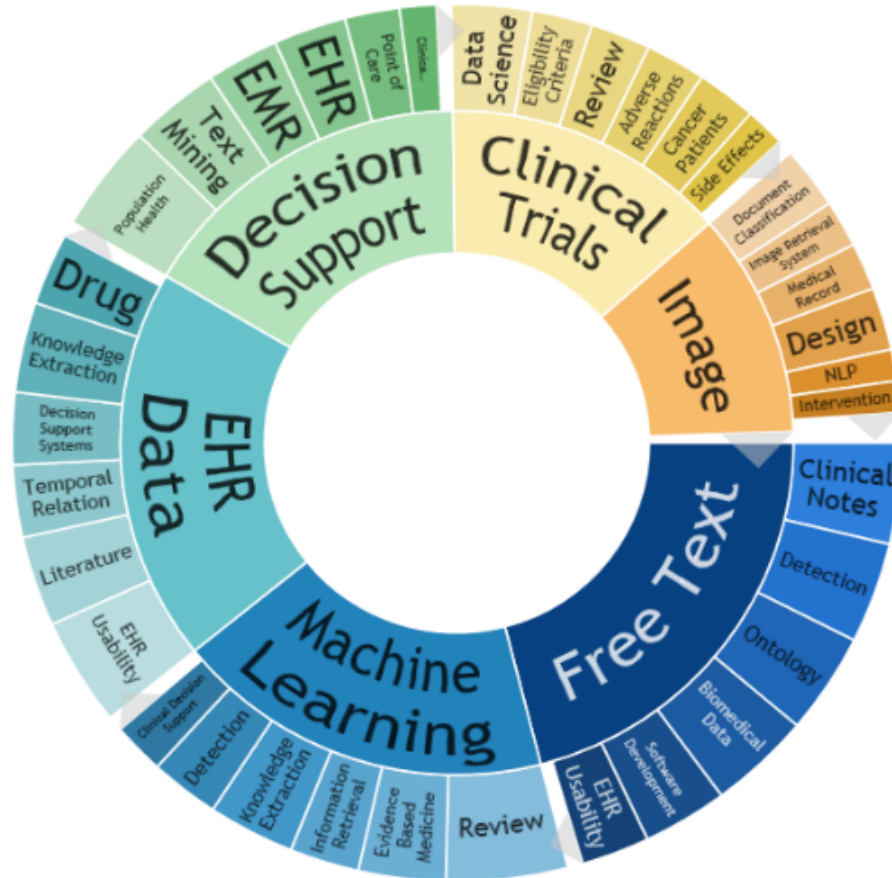 Decision
Support
Population
Health
Text
Mining
EMR
EHR
Point of
Care
Clinica...
Clinical
Trials
Data
Science
Eligibility
Criteria
Review
Adverse
Reactions
Cancer
Patients
Side Effects
Image
Document
Classification
Image Retrieval
System
Medical
Record
Design
NLP
Intervention
Free Text
Clinical
Notes
Detection
Ontology
Biomedical
Data
Software
Development
EHR
Usability
Machine
Learning
Review
Evidence
Based
Medicine
Information
Retrieval
Knowledge
Extraction
Detection
Clinical Decision
Support
EHR
Data
EHR
Usability
Literature
Temporal
Relation
Decision
Support
Systems
Knowledge
Extraction
Drug